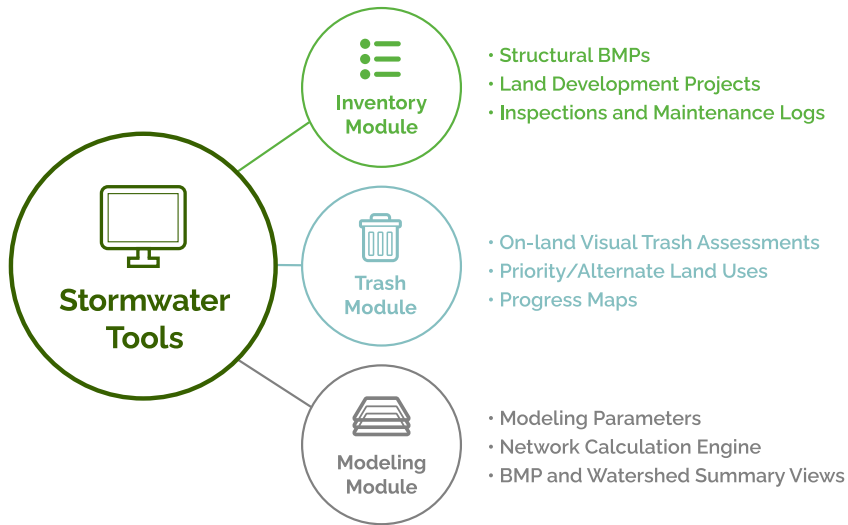 Stormwater
Tools
Inventory
Module
• Structural BMPs
• Land Development Projects
• Inspections and Maintenance Logs
Trash
Module
• On-land Visual Trash Assessments
• Priority/Alternate Land Uses
• Progress Maps
Modeling
Module
• Modeling Parameters
• Network Calculation Engine
• BMP and Watershed Summary Views